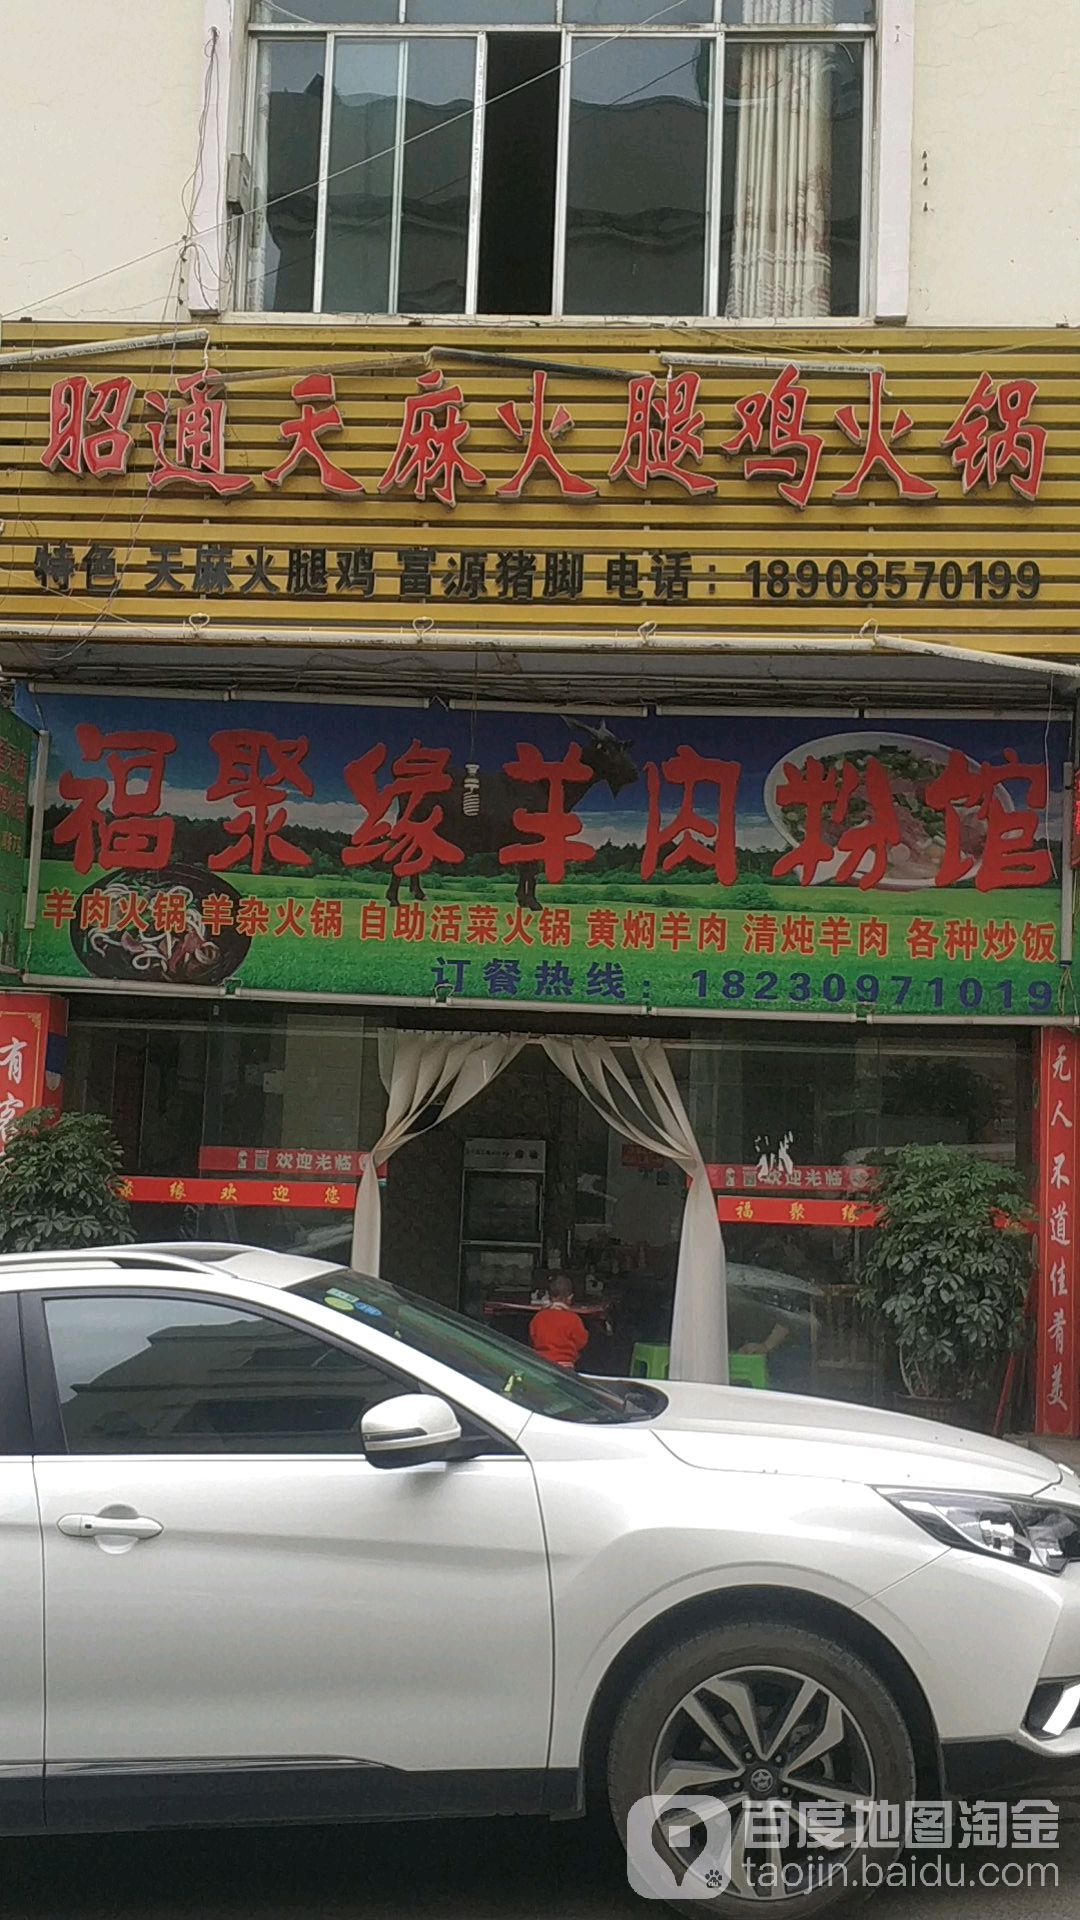 昭通天麻火腿鸡火锅
特色 天麻火腿鸡 富源猪脚 电话：18908570199
福聚缘羊肉粉馆
羊肉火锅 羊杂火锅 自助活菜火锅 黄焖羊肉 清炖羊肉 各种炒饭
订餐热线：18230971019
有客
无人不道佳肴美
欢迎光临
欢迎光临
聚缘欢迎您
福聚缘
百度地图淘金
taojin.baidu.com